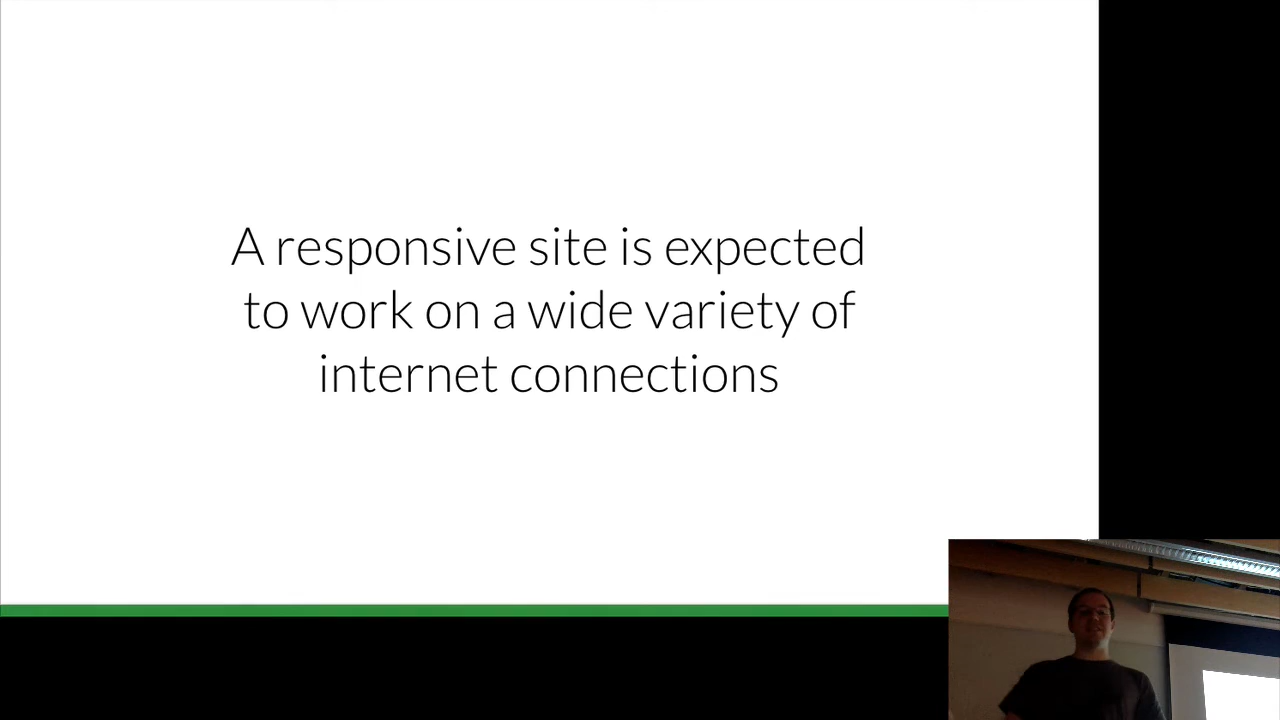 A responsive site is expected
to work on a wide variety of
internet connections